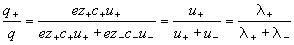 q₊/q = ez₊c₊u₊/(ez₊c₊u₊ + ez₋c₋u₋) = u₊/(u₊ + u₋) = λ₊/(λ₊ + λ₋)